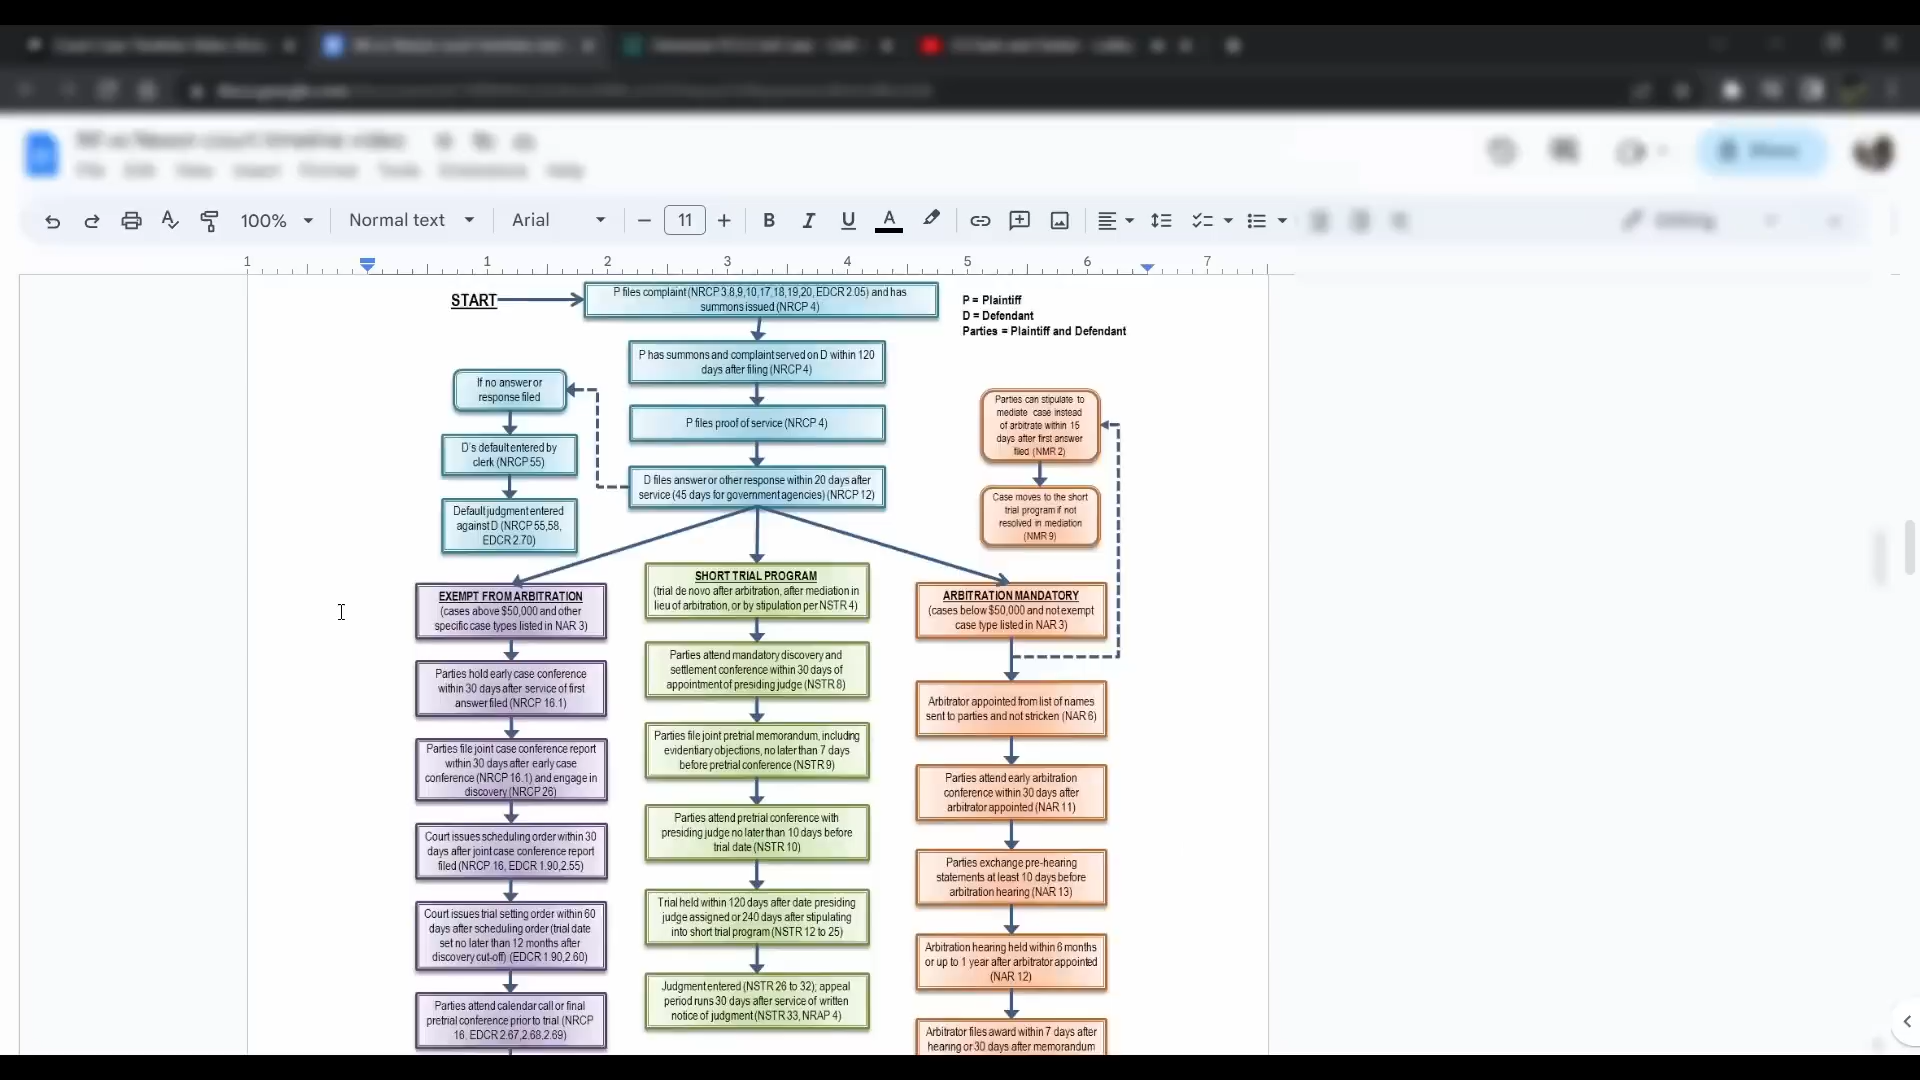 100%
Normal text
Arial
11
B
I
U
A
1
1
2
3
4
5
6
7
START
P files complaint (NRCP 3,8,9,10,17,18,19,20, EDCR 2.05) and has
summons issued (NRCP 4)
P = Plaintiff
D = Defendant
Parties = Plaintiff and Defendant
P has summons and complaint served on D within 120
days after filing (NRCP 4)
If no answer or
response filed
Parties can stipulate to
mediate case instead
of arbitrate within 15
days after first answer
filed (NMR 2)
P files proof of service (NRCP 4)
D's default entered by
clerk (NRCP 55)
D files answer or other response within 20 days after
service (45 days for government agencies) (NRCP 12)
Case moves to the short
trial program if not
resolved in mediation
(NMR 9)
Default judgment entered
against D (NRCP 55,58,
EDCR 2.70)
EXEMPT FROM ARBITRATION
(cases above $50,000 and other
specific case types listed in NAR 3)
Parties hold early case conference
within 30 days after service of first
answer filed (NRCP 16.1)
Parties file joint case conference report
within 30 days after early case
conference (NRCP 16.1) and engage in
discovery (NRCP 26)
Court issues scheduling order within 30
days after joint case conference report
filed (NRCP 16, EDCR 1.90,2.55)
Court issues trial setting order within 60
days after scheduling order (trial date
set no later than 12 months after
discovery cut-off) (EDCR 1.90,2.60)
Parties attend calendar call or final
pretrial conference prior to trial (NRCP
16. EDCR 2.67,2.68,2.69)
SHORT TRIAL PROGRAM
(trial de novo after arbitration, after mediation in
lieu of arbitration, or by stipulation per NSTR 4)
Parties attend mandatory discovery and
settlement conference within 30 days of
appointment of presiding judge (NSTR 8)
Parties file joint pretrial memorandum, including
evidentiary objections, no later than 7 days
before pretrial conference (NSTR 9)
Parties attend pretrial conference with
presiding judge no later than 10 days before
trial date (NSTR 10)
Trial held within 120 days after date presiding
judge assigned or 240 days after stipulating
into short trial program (NSTR 12 to 25)
Judgment entered (NSTR 26 to 32); appeal
period runs 30 days after service of written
notice of judgment (NSTR 33, NRAP 4)
ARBITRATION MANDATORY
(cases below $50,000 and not exempt
case type listed in NAR 3)
Arbitrator appointed from list of names
sent to parties and not stricken (NAR 6)
Parties attend early arbitration
conference within 30 days after
arbitrator appointed (NAR 11)
Parties exchange pre-hearing
statements at least 10 days before
arbitration hearing (NAR 13)
Arbitration hearing held within 6 months
or up to 1 year after arbitrator appointed
(NAR 12)
Arbitrator files award within 7 days after
hearing or 30 days after memorandum